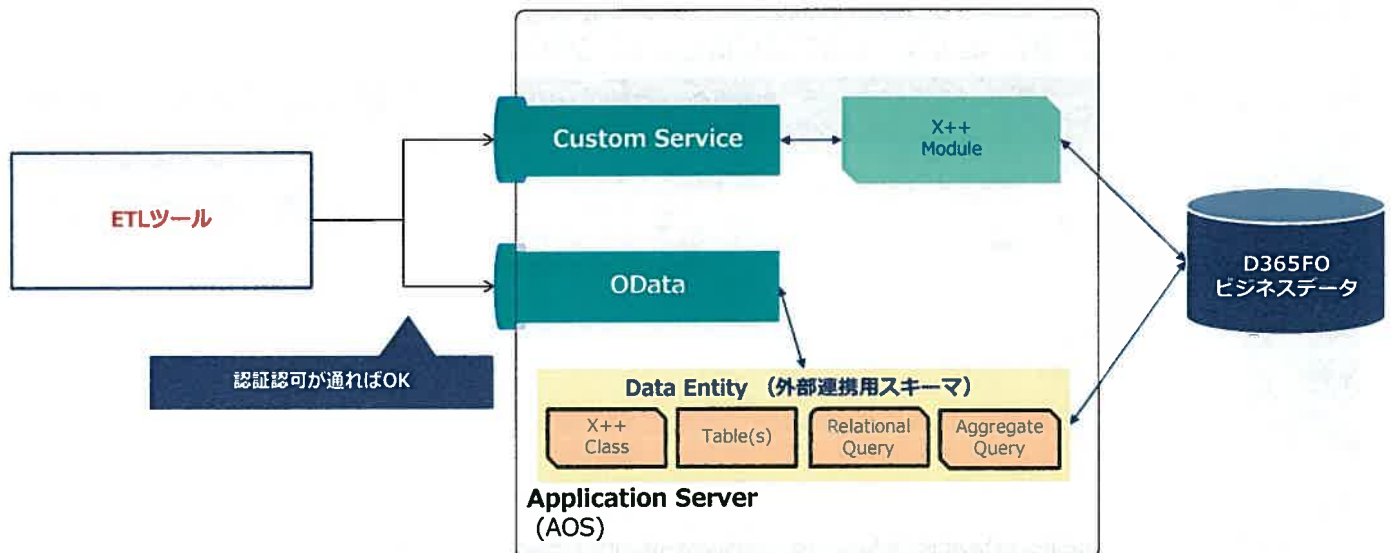 Custom Service
X++
Module
ETLツール
OData
D365FO
ビジネスデータ
認証認可が通ればOK
Data Entity （外部連携用スキーマ）
X++
Class
Table(s)
Relational
Query
Aggregate
Query
Application Server
(AOS)